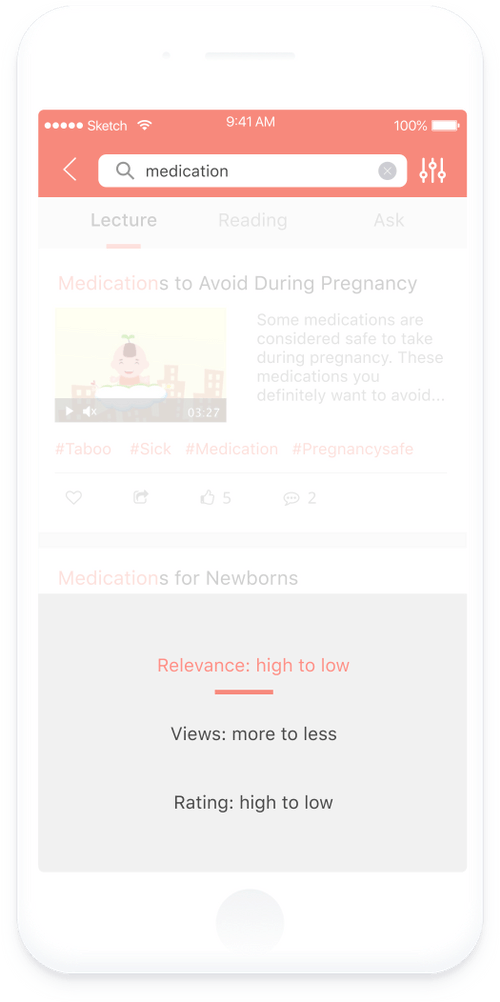 Sketch 9:41 AM 100%
medication
Lecture Reading Ask
Medications to Avoid During Pregnancy
Some medications are
considered safe to take
during pregnancy. These
medications you
definitely want to avoid...
03:27
#Taboo #Sick #Medication #Pregnancysafe
5 2
Medications for Newborns
Relevance: high to low
Views: more to less
Rating: high to low